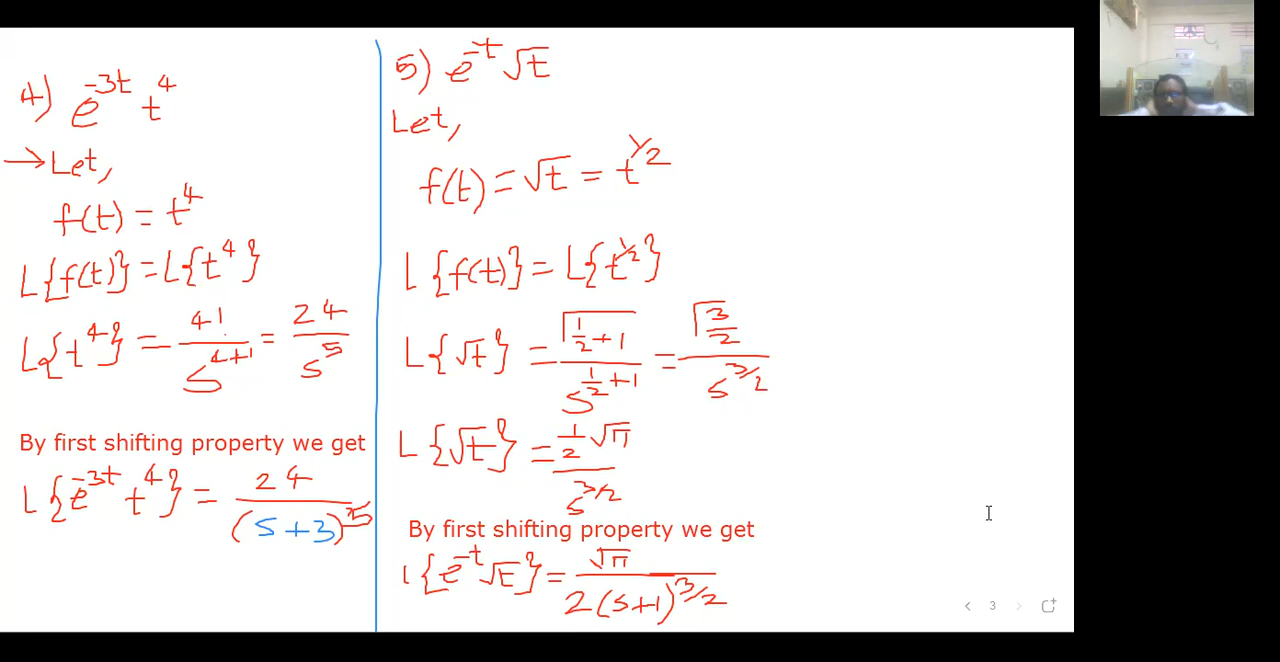 4) e^{-3t} t^4
→ Let,
f(t) = t^4
L{f(t)} = L{t^4}
L{t^4} = 4!/s^{4+1} = 24/s^5
By first shifting property we get
L{e^{-3t} t^4} = 24/(s+3)^5
5) e^{-t} √t
Let,
f(t) = √t = t^{1/2}
L{f(t)} = L{t^{1/2}}
L{√t} = Γ(1/2+1)/s^{1/2+1} = Γ(3/2)/s^{3/2}
L{√t} = 1/2 √π/s^{3/2}
By first shifting property we get
L{e^{-t} √t} = √π/2(s+1)^{3/2}
< 3 >